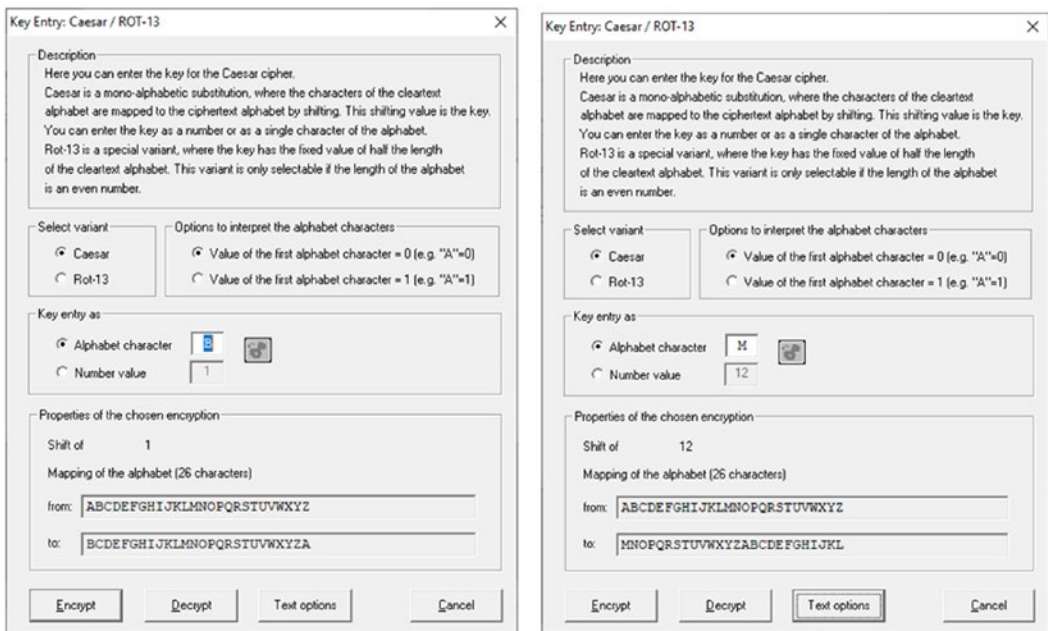 Key Entry: Caesar / ROT-13
Description
Here you can enter the key for the Caesar cipher.
Caesar is a mono-alphabetic substitution, where the characters of the cleartext
alphabet are mapped to the ciphertext alphabet by shifting. This shifting value is the key.
You can enter the key as a number or as a single character of the alphabet.
Rot-13 is a special variant, where the key has the fixed value of half the length
of the cleartext alphabet. This variant is only selectable if the length of the alphabet
is an even number.
Select variant
Caesar
Rot-13
Options to interpret the alphabet characters
Value of the first alphabet character = 0 (e.g. "A"=0)
Value of the first alphabet character = 1 (e.g. "A"=1)
Key entry as
Alphabet character B
Number value 1
Properties of the chosen encryption
Shift of 1
Mapping of the alphabet (26 characters)
from: ABCDEFGHIJKLMNOPQRSTUVWXYZ
to: BCDEFGHIJKLMNOPQRSTUVWXYZA
Encrypt Decrypt Text options Cancel
Key Entry: Caesar / ROT-13
Description
Here you can enter the key for the Caesar cipher.
Caesar is a mono-alphabetic substitution, where the characters of the cleartext
alphabet are mapped to the ciphertext alphabet by shifting. This shifting value is the key.
You can enter the key as a number or as a single character of the alphabet.
Rot-13 is a special variant, where the key has the fixed value of half the length
of the cleartext alphabet. This variant is only selectable if the length of the alphabet
is an even number.
Select variant
Caesar
Rot-13
Options to interpret the alphabet characters
Value of the first alphabet character = 0 (e.g. "A"=0)
Value of the first alphabet character = 1 (e.g. "A"=1)
Key entry as
Alphabet character M
Number value 12
Properties of the chosen encryption
Shift of 12
Mapping of the alphabet (26 characters)
from: ABCDEFGHIJKLMNOPQRSTUVWXYZ
to: MNOPQRSTUVWXYZABCDEFGHIJKL
Encrypt Decrypt Text options Cancel